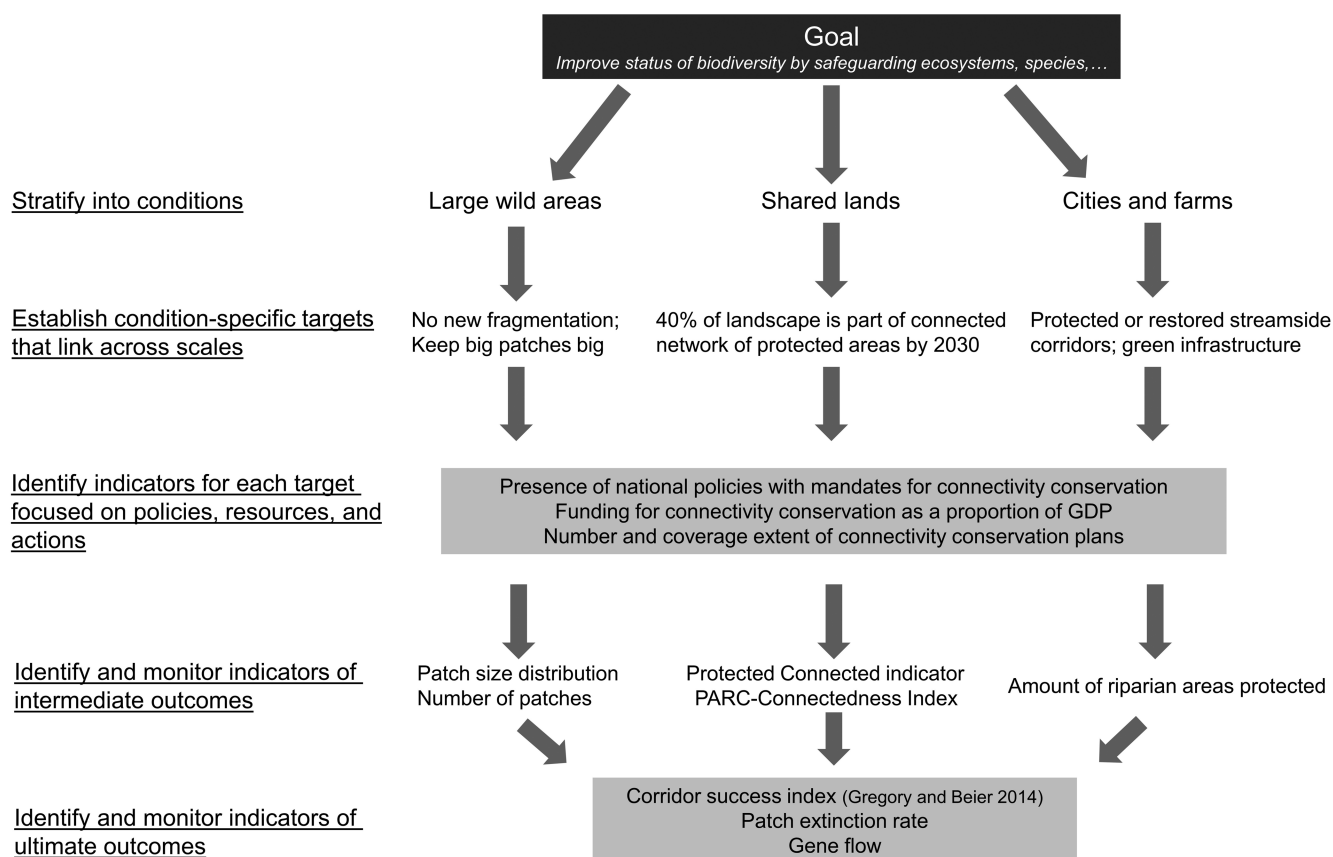 Goal
Improve status of biodiversity by safeguarding ecosystems, species,…
Stratify into conditions
Large wild areas
Shared lands
Cities and farms
Establish condition-specific targets
that link across scales
No new fragmentation;
Keep big patches big
40% of landscape is part of connected
network of protected areas by 2030
Protected or restored streamside
corridors; green infrastructure
Identify indicators for each target
focused on policies, resources, and
actions
Presence of national policies with mandates for connectivity conservation
Funding for connectivity conservation as a proportion of GDP
Number and coverage extent of connectivity conservation plans
Identify and monitor indicators of
intermediate outcomes
Patch size distribution
Number of patches
Protected Connected indicator
PARC-Connectedness Index
Amount of riparian areas protected
Identify and monitor indicators of
ultimate outcomes
Corridor success index (Gregory and Beier 2014)
Patch extinction rate
Gene flow